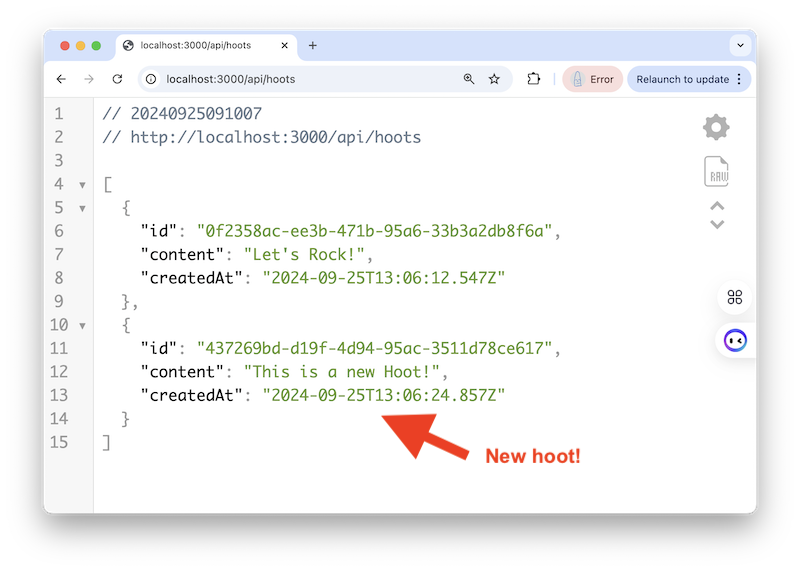 localhost:3000/api/hoots
localhost:3000/api/hoots
Error
Relaunch to update
1 // 20240925091007
2 // http://localhost:3000/api/hoots
3
4 [
5 {
6 "id": "0f2358ac-ee3b-471b-95a6-33b3a2db8f6a",
7 "content": "Let's Rock!",
8 "createdAt": "2024-09-25T13:06:12.547Z"
9 },
10 {
11 "id": "437269bd-d19f-4d94-95ac-3511d78ce617",
12 "content": "This is a new Hoot!",
13 "createdAt": "2024-09-25T13:06:24.857Z"
14 }
15 ]
RAW
New hoot!